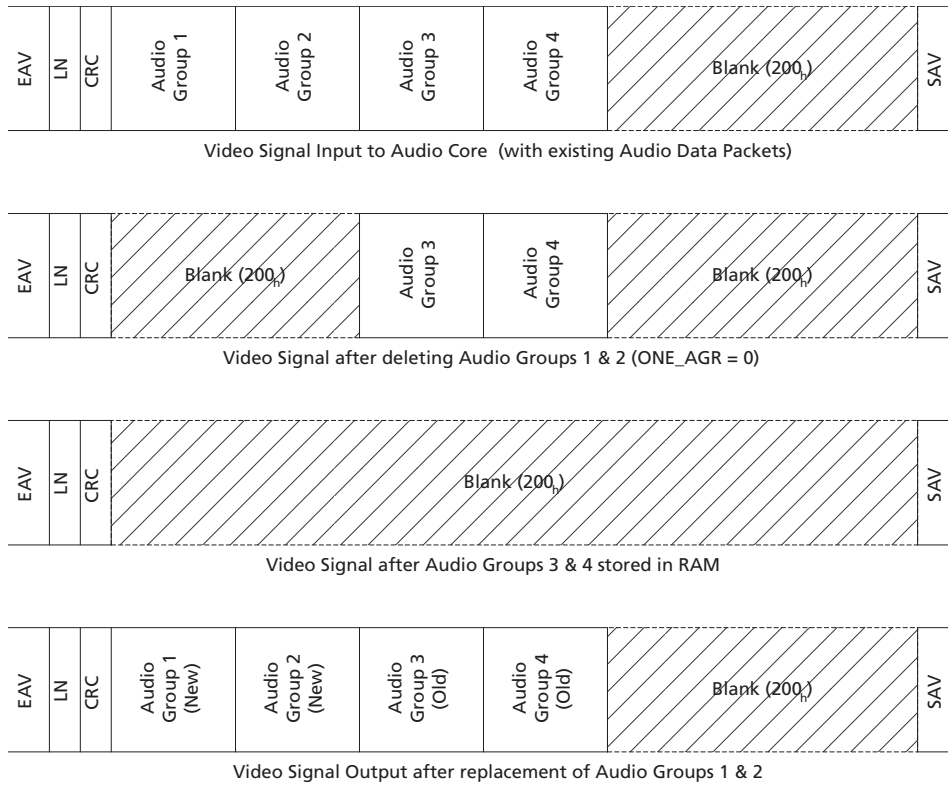 EAV
LN
CRC
Audio
Group 1
Audio
Group 2
Audio
Group 3
Audio
Group 4
Blank (200h)
SAV
Video Signal Input to Audio Core (with existing Audio Data Packets)
EAV
LN
CRC
Blank (200h)
Audio
Group 3
Audio
Group 4
Blank (200h)
SAV
Video Signal after deleting Audio Groups 1 & 2 (ONE_AGR = 0)
EAV
LN
CRC
Blank (200h)
SAV
Video Signal after Audio Groups 3 & 4 stored in RAM
EAV
LN
CRC
Audio
Group 1
(New)
Audio
Group 2
(New)
Audio
Group 3
(Old)
Audio
Group 4
(Old)
Blank (200h)
SAV
Video Signal Output after replacement of Audio Groups 1 & 2